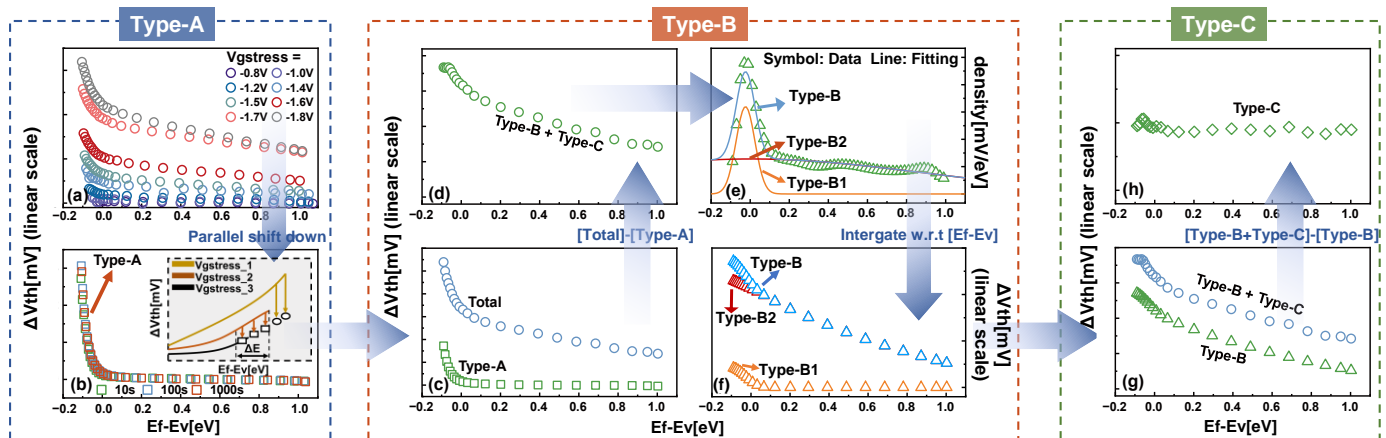 Type-A
Type-B
Type-C
ΔVth[mV] (linear scale)
Vgstress =
-0.8V -1.0V
-1.2V -1.4V
-1.5V -1.6V
-1.7V -1.8V
(a)
−0.2 0.0 0.2 0.4 0.6 0.8 1.0
Parallel shift down
Type-A
Vgstress_1
Vgstress_2
Vgstress_3
ΔVth[mV]
ΔE
Ef-Ev[eV]
(b)
10s 100s 1000s
−0.2 0.0 0.2 0.4 0.6 0.8 1.0
Ef-Ev[eV]
ΔVth[mV] (linear scale)
Type-B + Type-C
(d)
−0.2 0.0 0.2 0.4 0.6 0.8 1.0
[Total]-[Type-A]
Total
Type-A
(c)
−0.2 0.0 0.2 0.4 0.6 0.8 1.0
Ef-Ev[eV]
Symbol: Data Line: Fitting
Type-B
Type-B2
Type-B1
(e)
density[mV/eV]
−0.2 0.0 0.2 0.4 0.6 0.8 1.0
Intergate w.r.t [Ef-Ev]
Type-B
Type-B2
Type-B1
(f)
ΔVth[mV]
(linear scale)
−0.2 0.0 0.2 0.4 0.6 0.8 1.0
Ef-Ev[eV]
ΔVth[mV] (linear scale)
Type-C
(h)
−0.2 0.0 0.2 0.4 0.6 0.8 1.0
[Type-B+Type-C]-[Type-B]
Type-B + Type-C
Type-B
(g)
−0.2 0.0 0.2 0.4 0.6 0.8 1.0
Ef-Ev[eV]